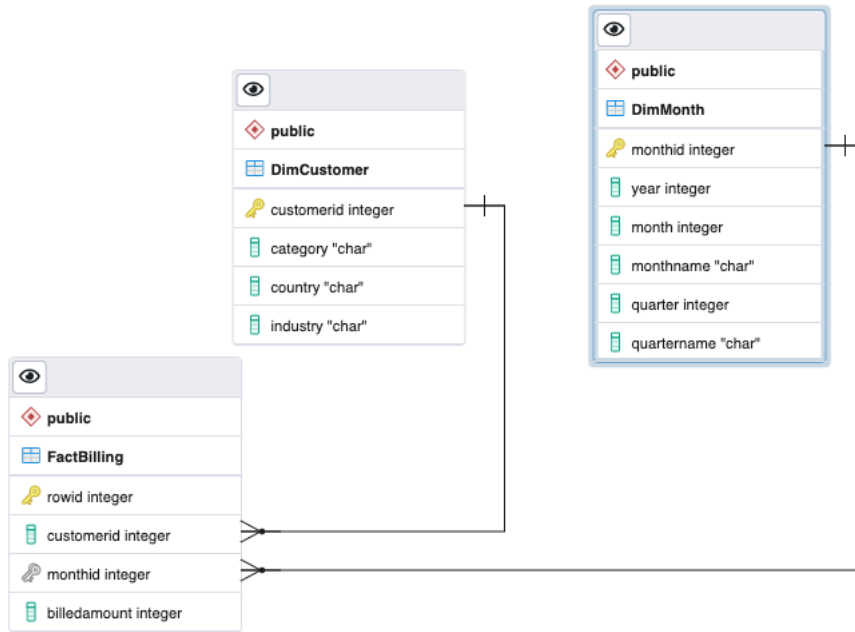 public
DimCustomer
customerid integer
category "char"
country "char"
industry "char"
public
DimMonth
monthid integer
year integer
month integer
monthname "char"
quarter integer
quartername "char"
public
FactBilling
rowid integer
customerid integer
monthid integer
billedamount integer